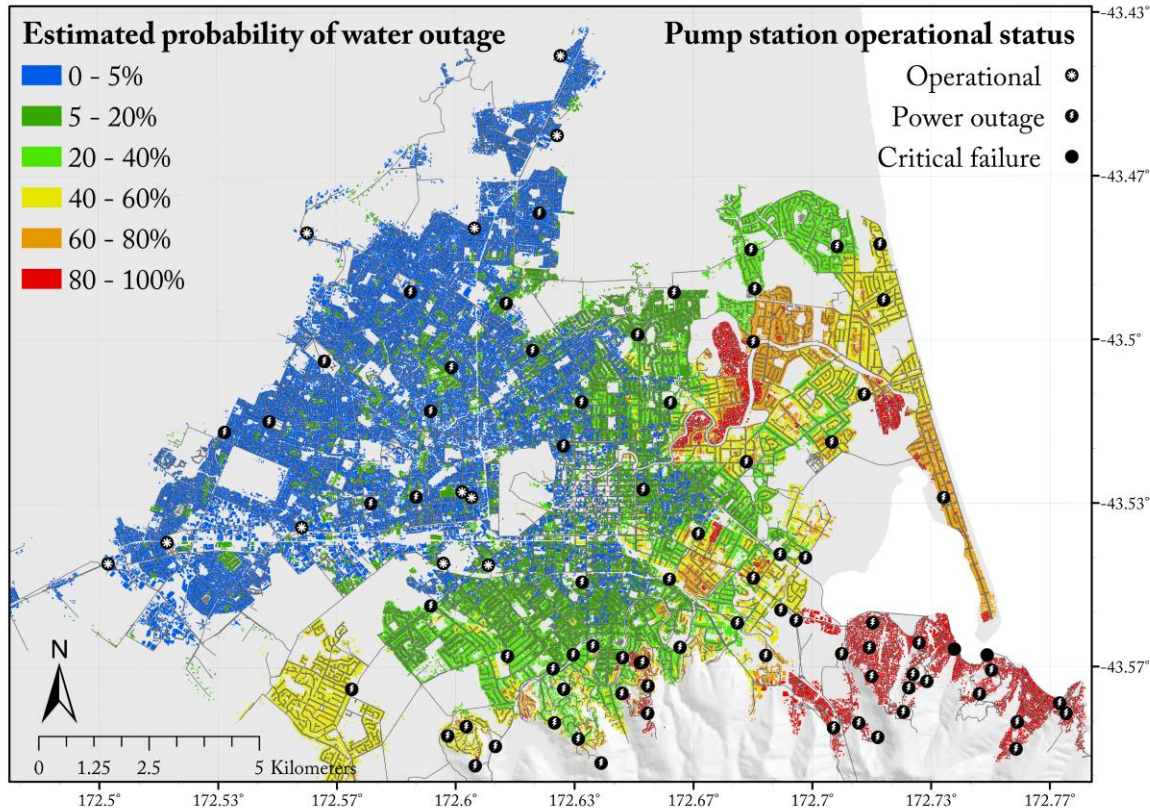 Estimated probability of water outage
0 - 5%
5 - 20%
20 - 40%
40 - 60%
60 - 80%
80 - 100%
Pump station operational status
Operational
Power outage
Critical failure
N
0 1.25 2.5 5 Kilometers
-43.43
-43.47
-43.5°
-43.53
-43.57
172.5° 172.53 172.57 172.6° 172.63 172.67 172.7° 172.73 172.77